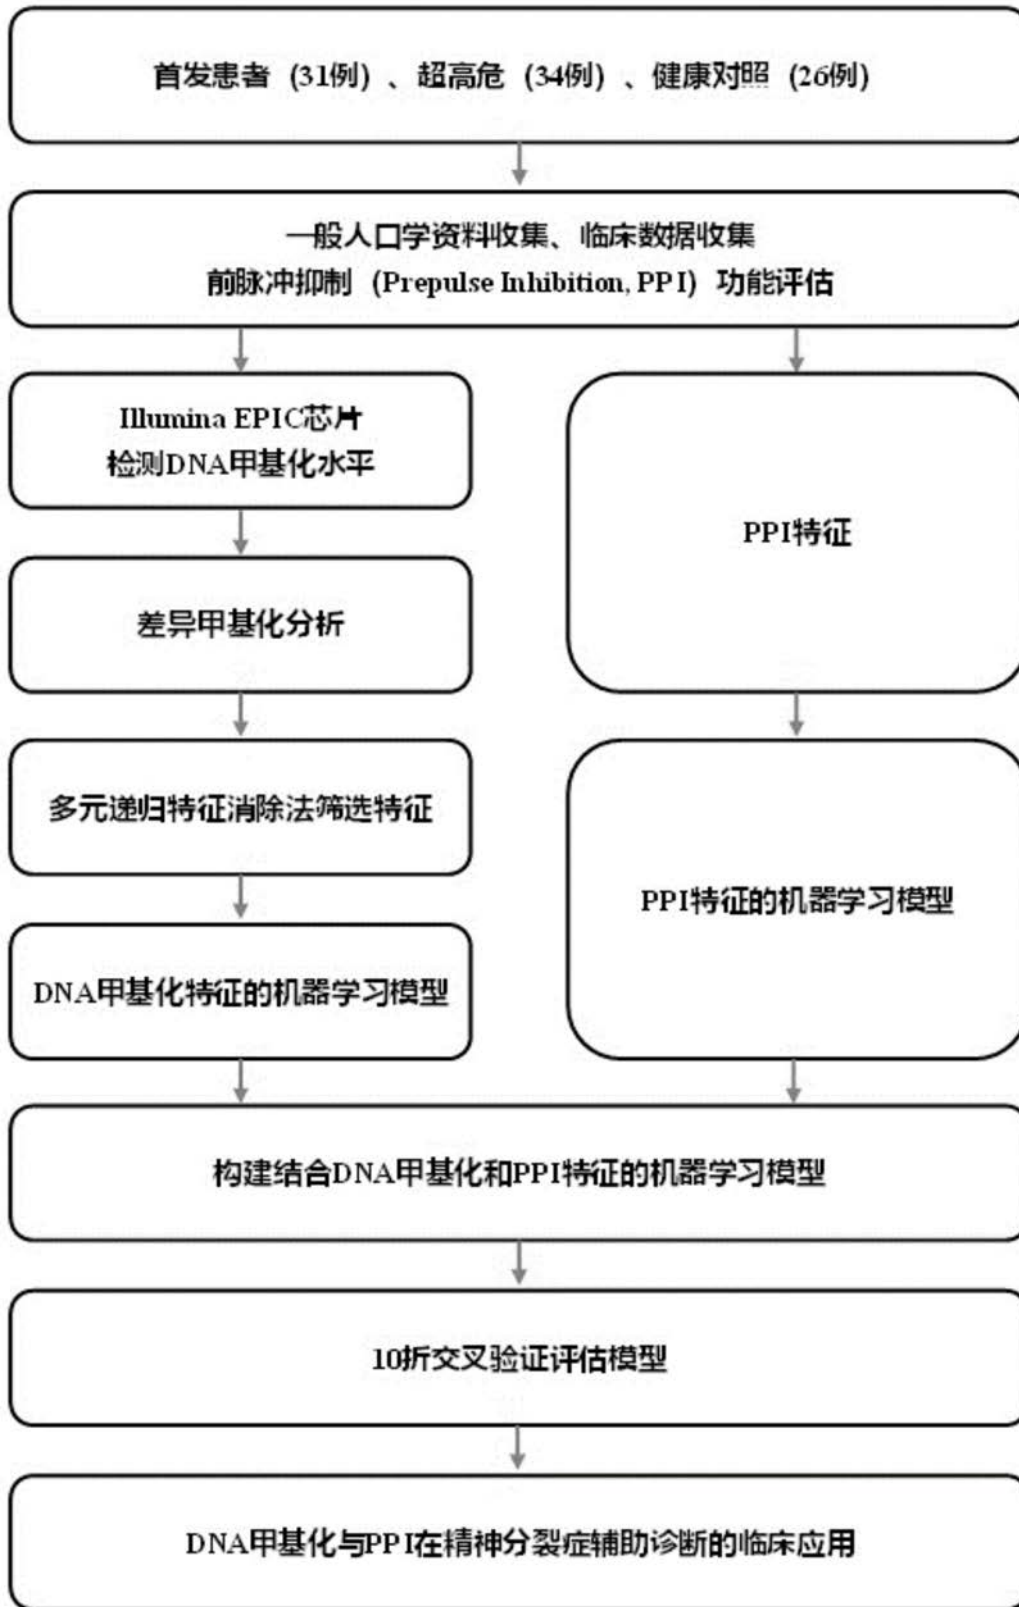 首发患者（31例）、超高危（34例）、健康对照（26例）
一般人口学资料收集、临床数据收集
前脉冲抑制（Prepulse Inhibition, PPI）功能评估
Illumina EPIC芯片
检测DNA甲基化水平
差异甲基化分析
多元递归特征消除法筛选特征
DNA甲基化特征的机器学习模型
PPI特征
PPI特征的机器学习模型
构建结合DNA甲基化和PPI特征的机器学习模型
10折交叉验证评估模型
DNA甲基化与PPI在精神分裂症辅助诊断的临床应用